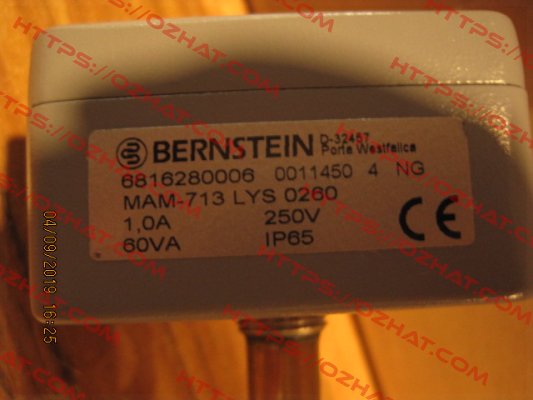 BERNSTEIN D-32457
Porta Westfalica
6816280006 0011450 4 NG
MAM-713 LYS 0260
1,0A 250V
60VA IP65
CE
04/09/2019 16:25
HTTPS://OZHAT.COM